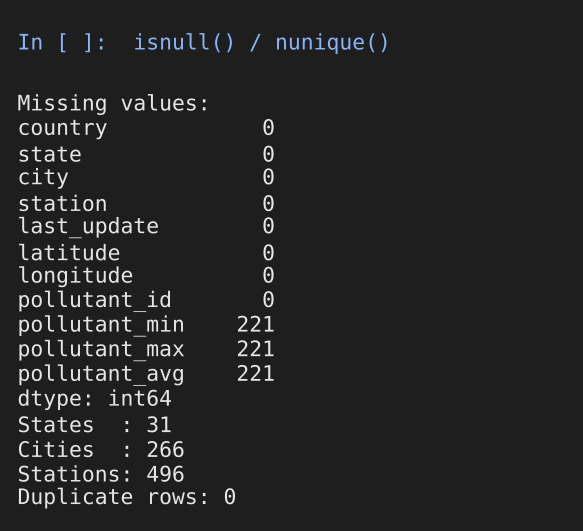 In [ ]:  isnull() / nunique()
Missing values:
country            0
state              0
city               0
station            0
last_update        0
latitude           0
longitude          0
pollutant_id       0
pollutant_min    221
pollutant_max    221
pollutant_avg    221
dtype: int64
States  : 31
Cities  : 266
Stations: 496
Duplicate rows: 0